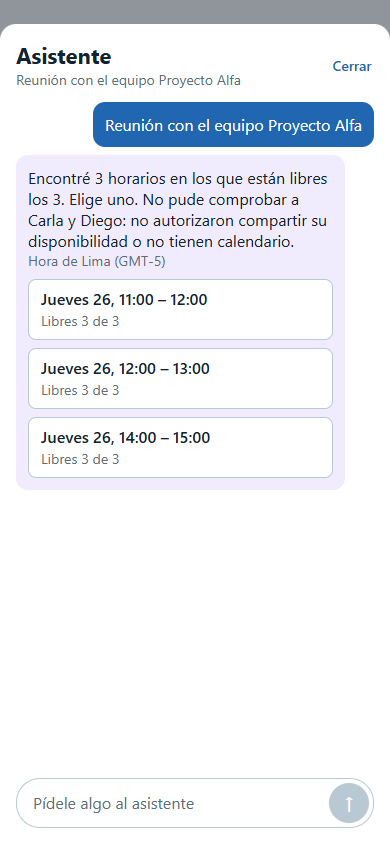 Asistente
Reunión con el equipo Proyecto Alfa
Cerrar
Reunión con el equipo Proyecto Alfa
Encontré 3 horarios en los que están libres
los 3. Elige uno. No pude comprobar a
Carla y Diego: no autorizaron compartir su
disponibilidad o no tienen calendario.
Hora de Lima (GMT-5)
Jueves 26, 11:00 – 12:00
Libres 3 de 3
Jueves 26, 12:00 – 13:00
Libres 3 de 3
Jueves 26, 14:00 – 15:00
Libres 3 de 3
Pídele algo al asistente